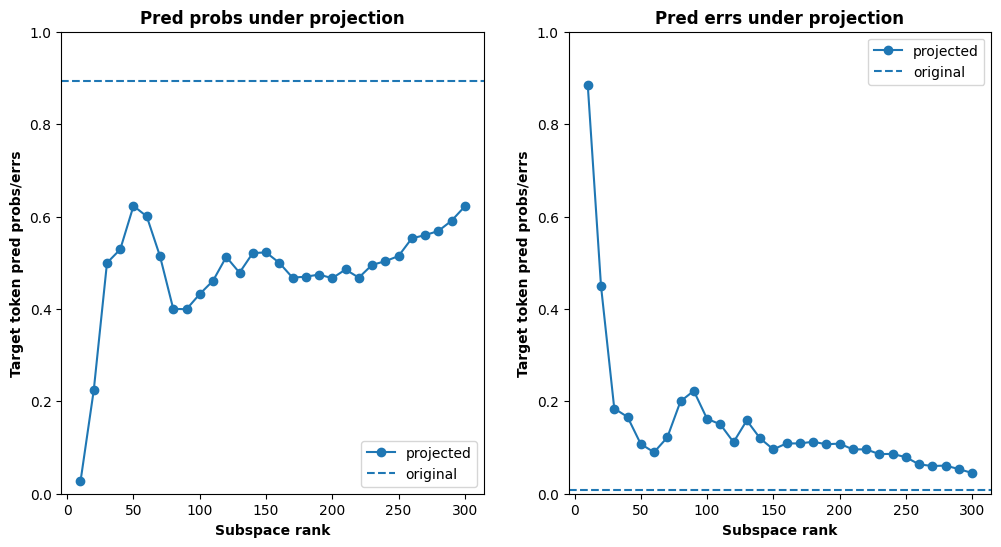 Pred probs under projection
Target token pred probs/errs
1.0
0.8
0.6
0.4
0.2
0.0
0 50 100 150 200 250 300
Subspace rank
projected
original
Pred errs under projection
Target token pred probs/errs
1.0
0.8
0.6
0.4
0.2
0.0
0 50 100 150 200 250 300
Subspace rank
projected
original